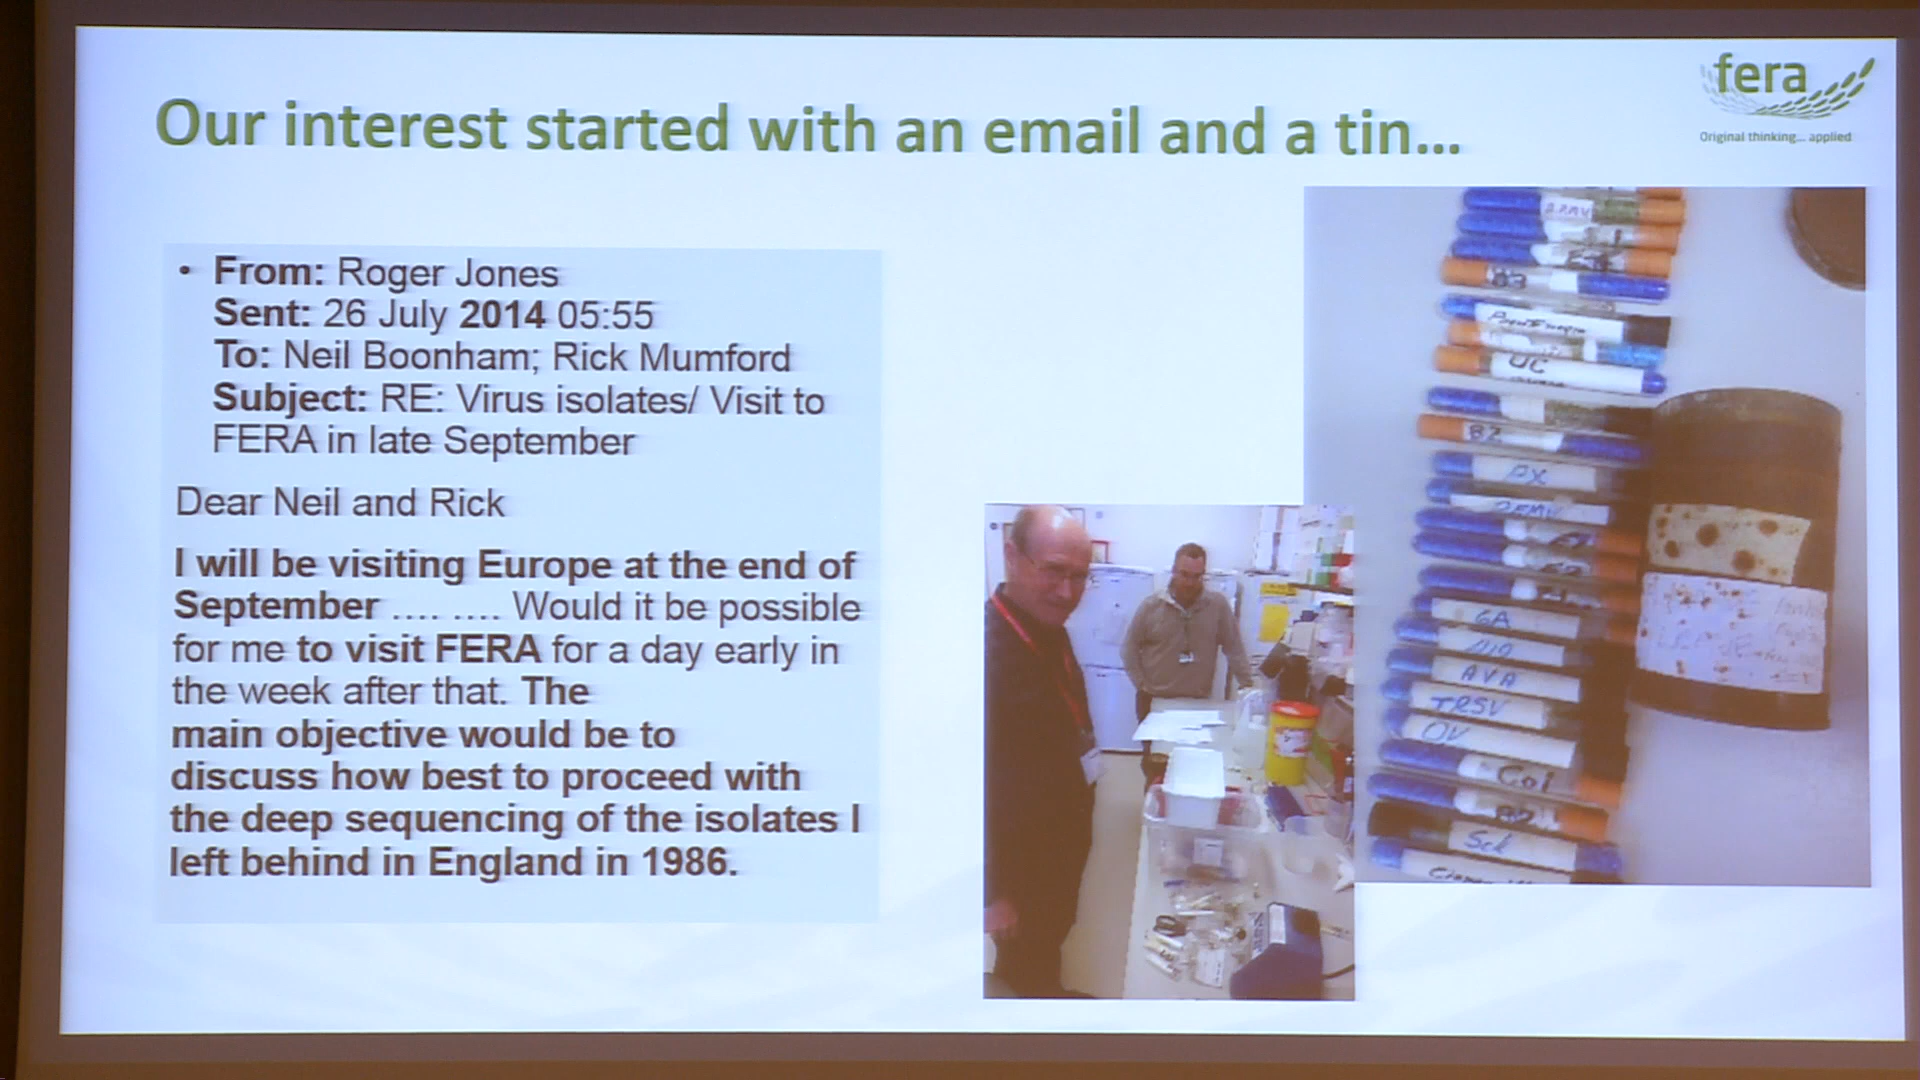 Our interest started with an email and a tin...
fera
Original thinking... applied
• From: Roger Jones
Sent: 26 July 2014 05:55
To: Neil Boonham; Rick Mumford
Subject: RE: Virus isolates/ Visit to
FERA in late September
Dear Neil and Rick
I will be visiting Europe at the end of
September .... .... Would it be possible
for me to visit FERA for a day early in
the week after that. The
main objective would be to
discuss how best to proceed with
the deep sequencing of the isolates I
left behind in England in 1986.
B3
UC
B2
PX
6A
AVA
TRSV
OV
Col
B2
Sck